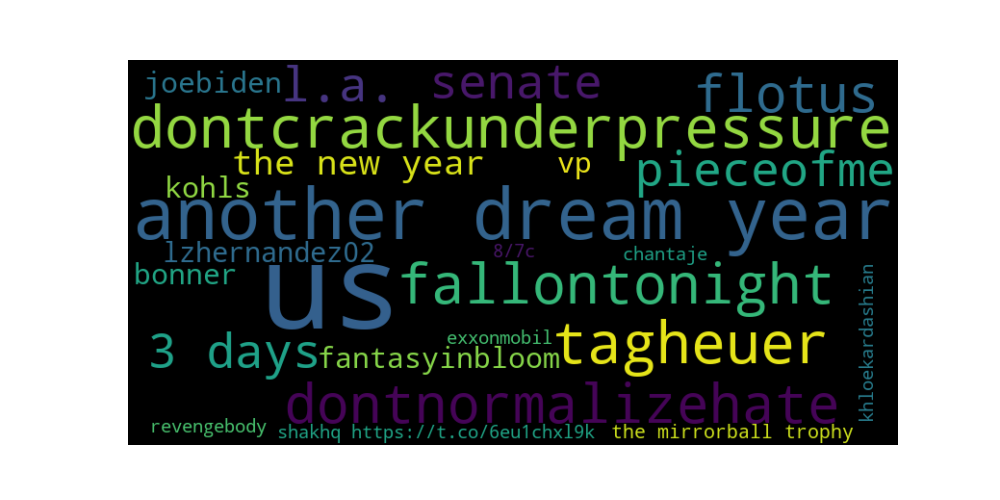 joebiden l.a. senate flotus
dontcrackunderpressure
the new year vp pieceofme
kohls
another dream year
lzhernandez02 8/7c chantaje
bonner us fallontonight
khloekardashian
3 days exxonmobil tagheuer
fantasyinbloom
dontnormalizehate
revengebody shakhq https://t.co/6eu1chxl9k the mirrorball trophy